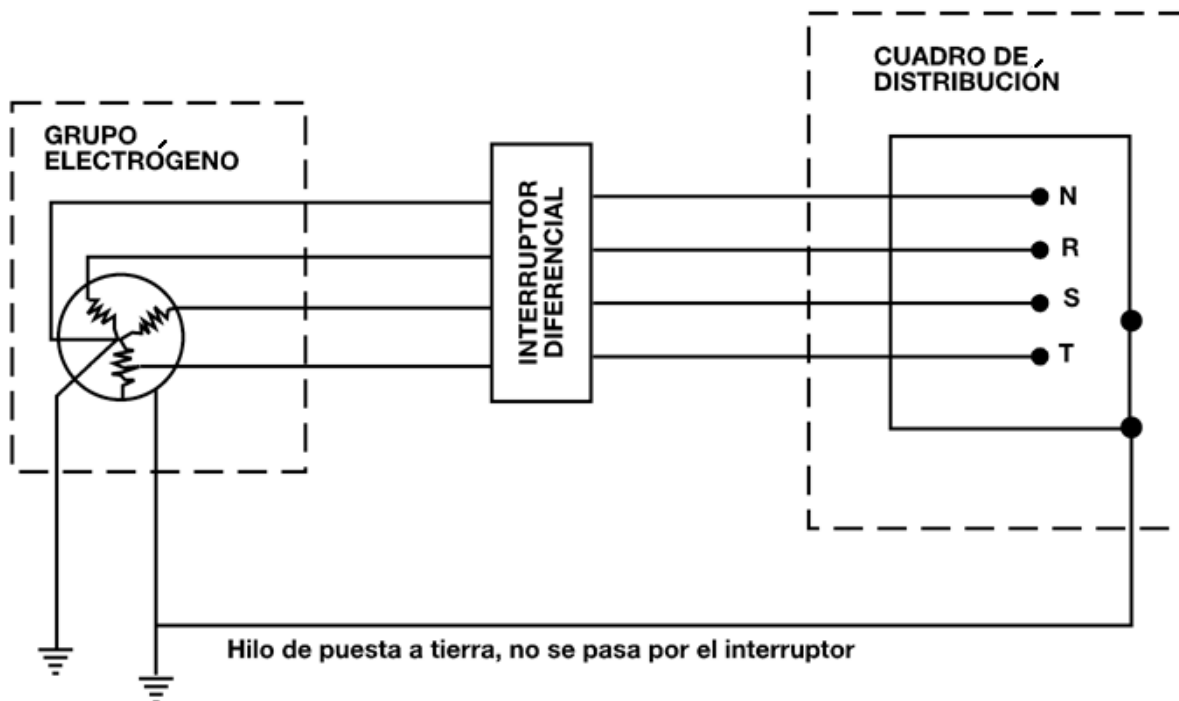 CUADRO DE
DISTRIBUCIÓN
GRUPO
ELECTRÓGENO
INTERRUPTOR
DIFERENCIAL
N
R
S
T
Hilo de puesta a tierra, no se pasa por el interruptor